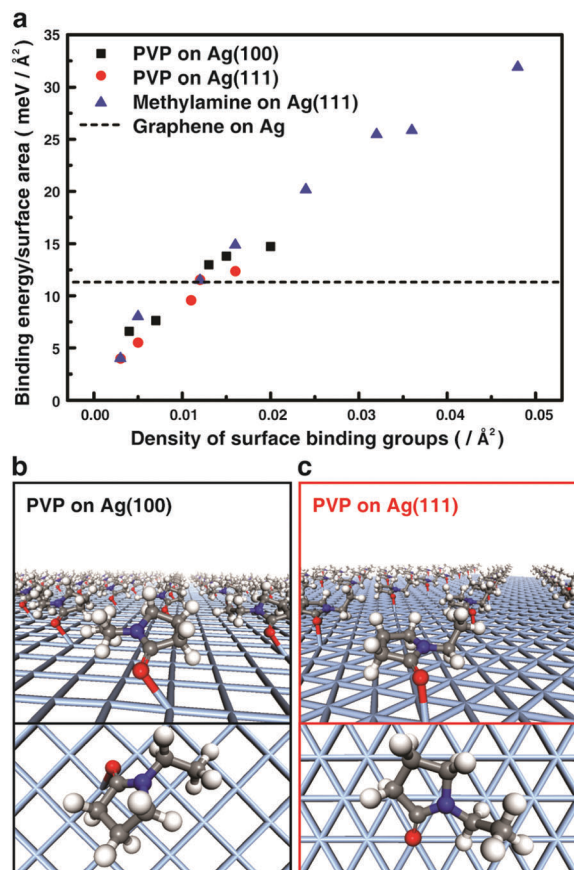 a
Binding energy/surface area ( meV / Å²)
35
30
25
20
15
10
5
0
PVP on Ag(100)
PVP on Ag(111)
Methylamine on Ag(111)
Graphene on Ag
0.00 0.01 0.02 0.03 0.04 0.05
Density of surface binding groups ( / Å²)
b
c
PVP on Ag(100)
PVP on Ag(111)